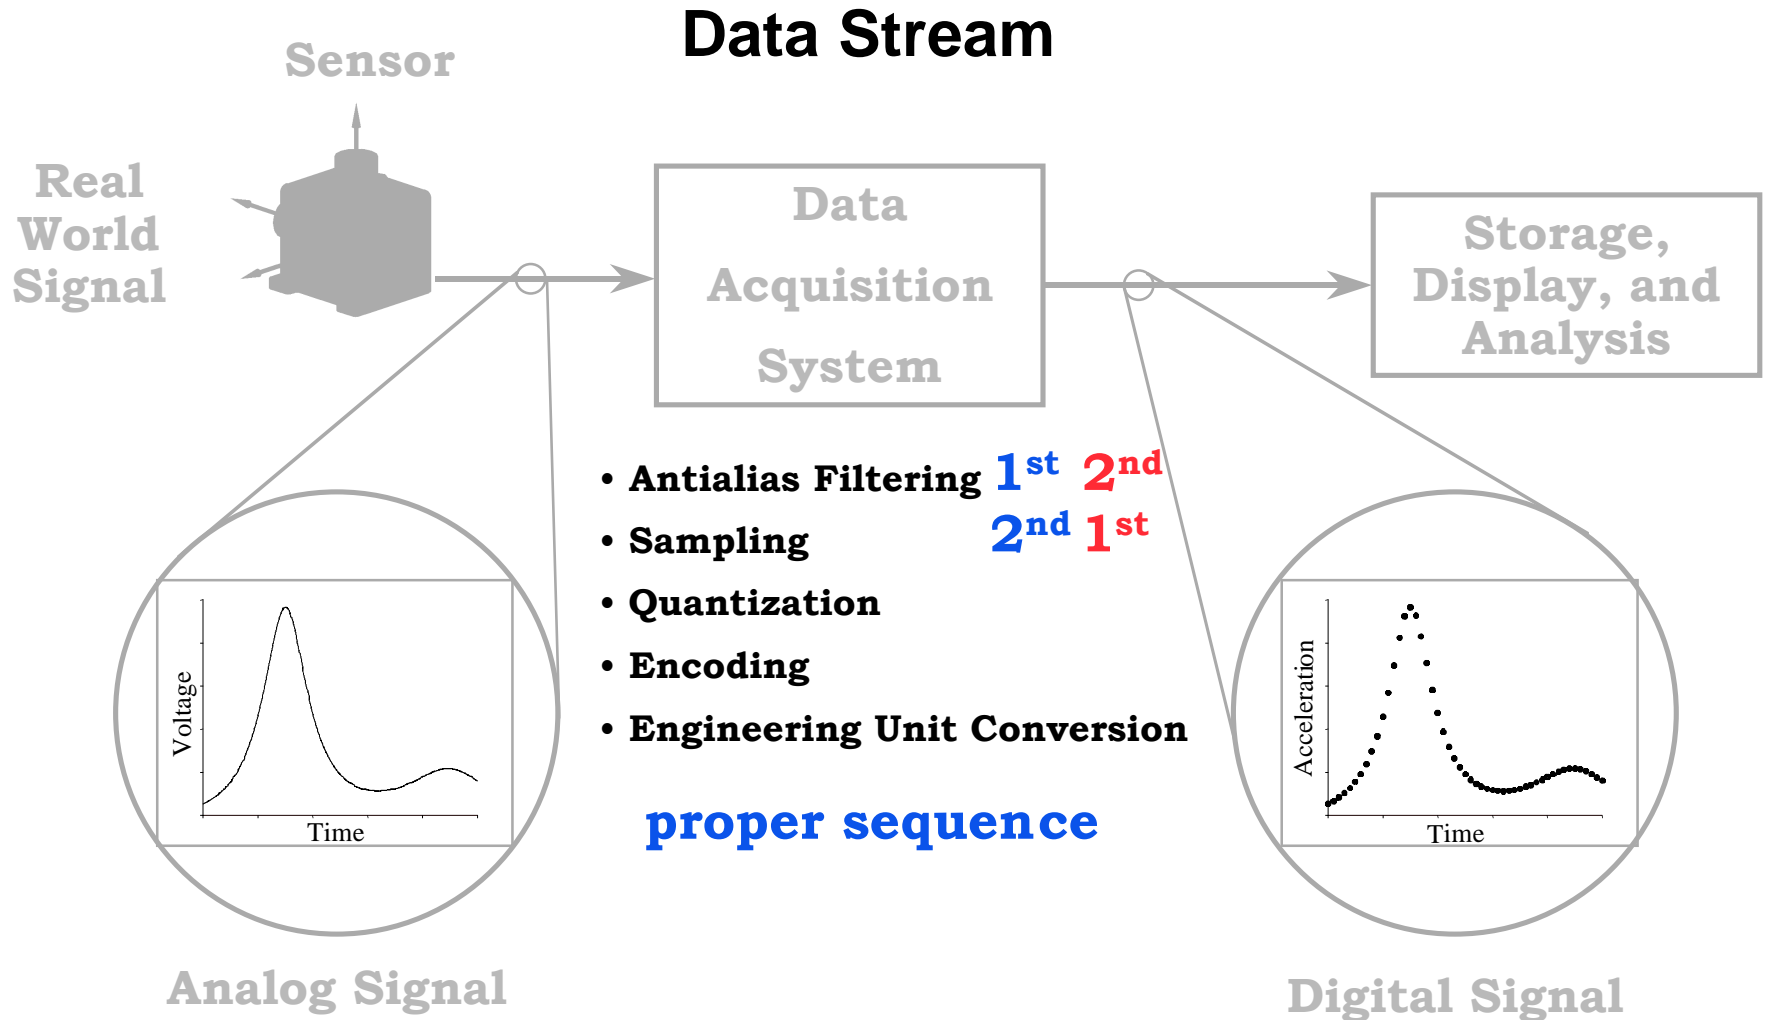 Data Stream
Sensor
Real
World
Signal
Data
Acquisition
System
Storage,
Display, and
Analysis
• Antialias Filtering 1st 2nd
• Sampling 2nd 1st
• Quantization
• Encoding
• Engineering Unit Conversion
proper sequence
Voltage
Time
Analog Signal
Acceleration
Time
Digital Signal